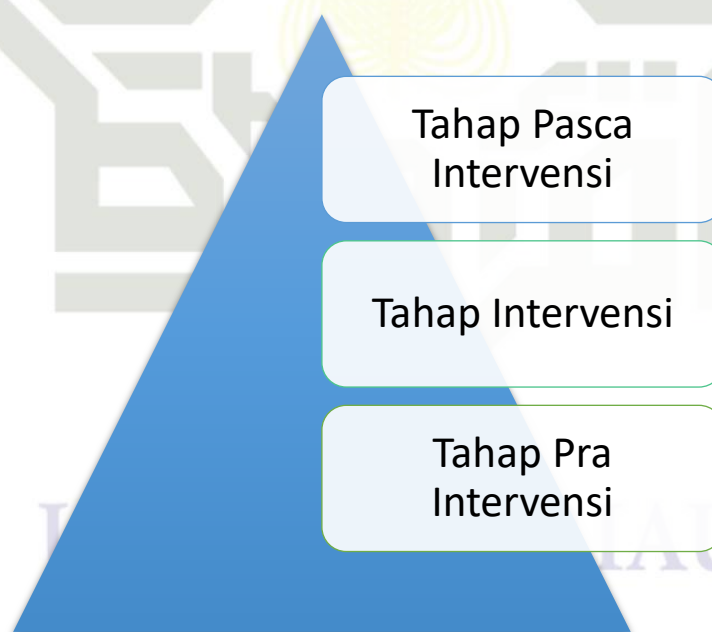 Tahap Pasca
Intervensi
Tahap Intervensi
Tahap Pra
Intervensi